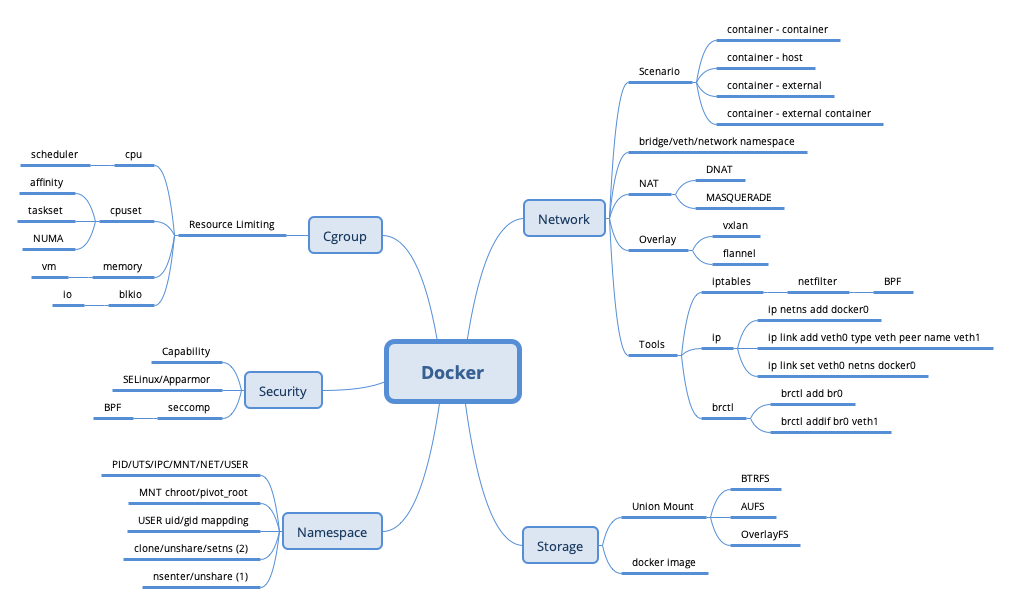 Docker
Network
Scenario
container - container
container - host
container - external
container - external container
bridge/veth/network namespace
NAT
DNAT
MASQUERADE
Overlay
vxlan
flannel
Tools
iptables
netfilter
BPF
ip
ip netns add docker0
ip link add veth0 type veth peer name veth1
ip link set veth0 netns docker0
brctl
brctl add br0
brctl addif br0 veth1
Storage
Union Mount
BTRFS
AUFS
OverlayFS
docker image
Cgroup
Resource Limiting
cpu
scheduler
cpuset
affinity
taskset
NUMA
memory
vm
blkio
io
Security
Capability
SELinux/Apparmor
seccomp
BPF
Namespace
PID/UTS/IPC/MNT/NET/USER
MNT chroot/pivot_root
USER uid/gid mappding
clone/unshare/setns (2)
nsenter/unshare (1)